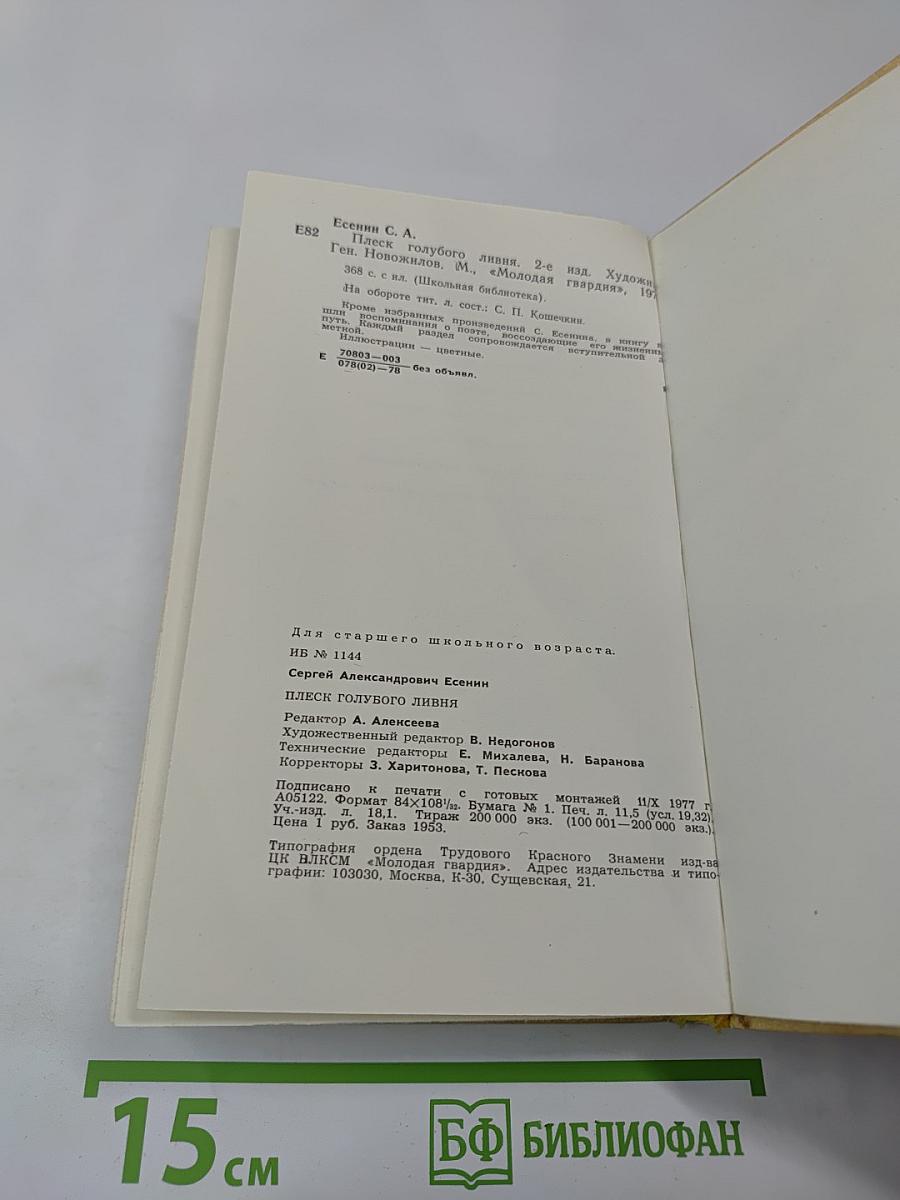 Есенин С. А.
Е82 Плеск голубого ливня. 2-е изд. Художн.
Ген. Новожилов. М., «Молодая гвардия», 197
368 с. с ил. (Школьная библиотека).
На обороте тит. л. сост.: С. П. Кошечкин.
Кроме избранных произведений С. Есенина, в книгу в
шли воспоминания о поэте, воссоздающие его жизненны
путь. Каждый раздел сопровождается вступительной з
меткой.
Иллюстрации — цветные.
Е 70803—003
078(02)—78 без объявл.
Для старшего школьного возраста.
ИБ № 1144
Сергей Александрович Есенин
ПЛЕСК ГОЛУБОГО ЛИВНЯ
Редактор А. Алексеева
Художественный редактор В. Недогонов
Технические редакторы Е. Михалева, Н. Баранова
Корректоры З. Харитонова, Т. Пескова
Подписано к печати с готовых монтажей 11/X 1977 г.
А05122. Формат 84×108¹/₃₂. Бумага № 1. Печ. л. 11,5 (усл. 19,32).
Уч.-изд. л. 18,1. Тираж 200 000 экз. (100 001—200 000 экз.).
Цена 1 руб. Заказ 1953.
Типография ордена Трудового Красного Знамени изд-ва
ЦК ВЛКСМ «Молодая гвардия». Адрес издательства и типо-
графии: 103030, Москва, К-30, Сущевская, 21.
15 см
БФ БИБЛИОФАН